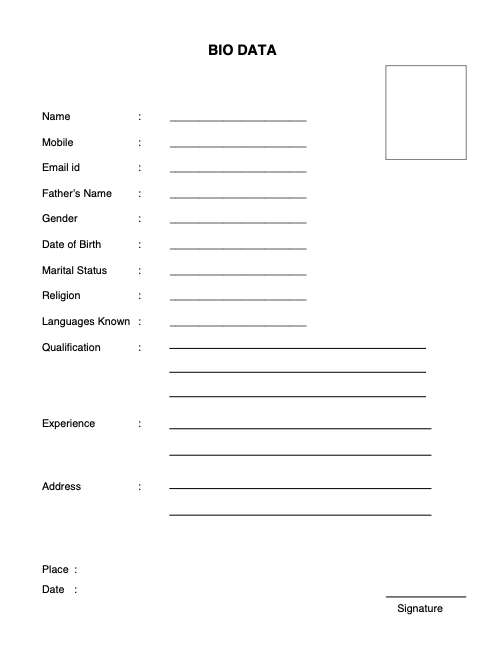 BIO DATA
Name :
Mobile :
Email id :
Father's Name :
Gender :
Date of Birth :
Marital Status :
Religion :
Languages Known :
Qualification :
Experience :
Address :
Place :
Date :
Signature